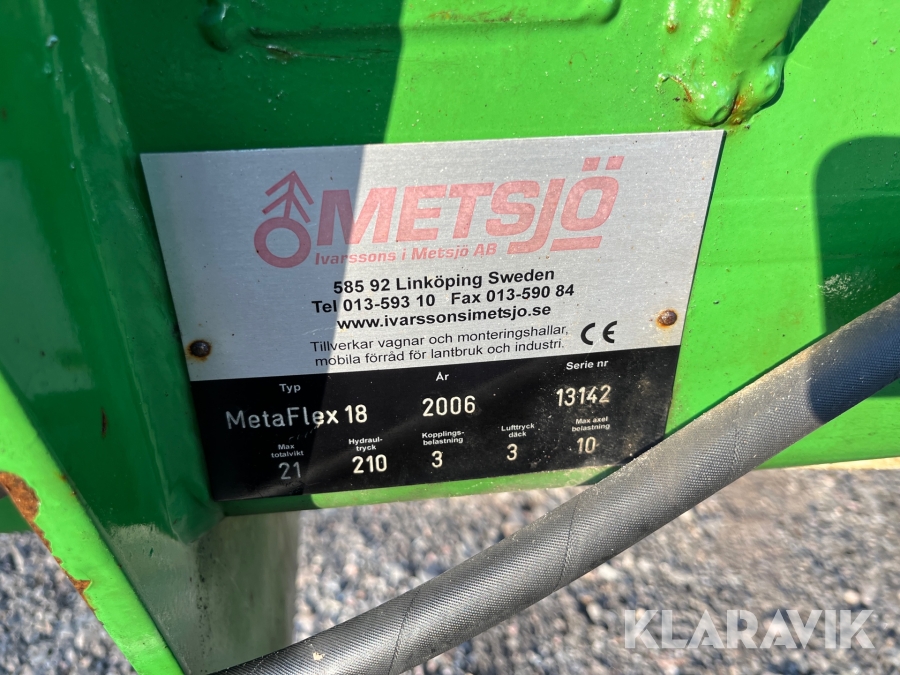 METSJÖ
Ivarssons i Metsjö AB
585 92 Linköping Sweden
Tel 013-593 10 Fax 013-590 84
www.ivarssonsimetsjo.se
Tillverkar vagnar och monteringshallar,
mobila förråd för lantbruk och industri.
CE
Typ År Serie nr
MetaFlex 18 2006 13142
Max totalvikt Hydraul- tryck Kopplings- belastning Lufttryck däck Max axel belastning
21 210 3 3 10
KLARAVIK